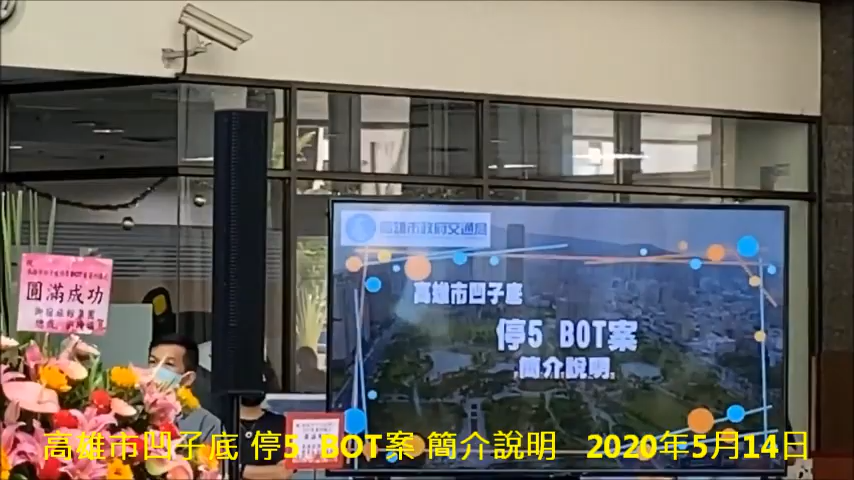 高雄市政府交通局
高雄市凹子底
停5 BOT案
簡介說明
圓滿成功
高雄市凹子底 停5 BOT案 簡介說明 2020年5月14日